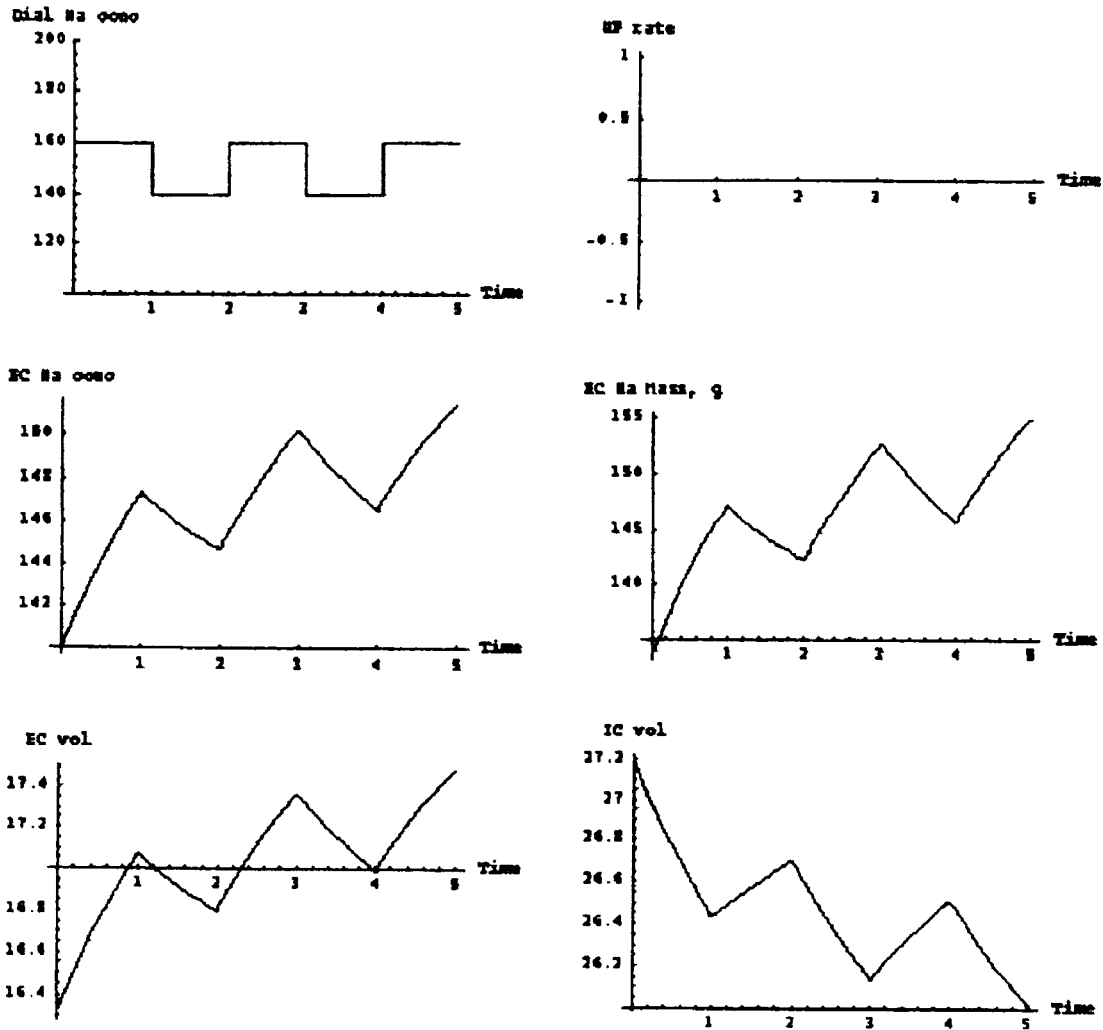 Dial Na conc
200
180
160
140
120
1 2 3 4 5 Time
UF rate
1
0.5
-0.5
-1
1 2 3 4 5 Time
EC Na conc
150
148
146
144
142
1 2 3 4 5 Time
EC Na Mass, g
155
150
145
140
1 2 3 4 5 Time
EC vol
17.4
17.2
16.8
16.6
16.4
1 2 3 4 5 Time
IC vol
27.2
27
26.8
26.6
26.4
26.2
1 2 3 4 5 Time